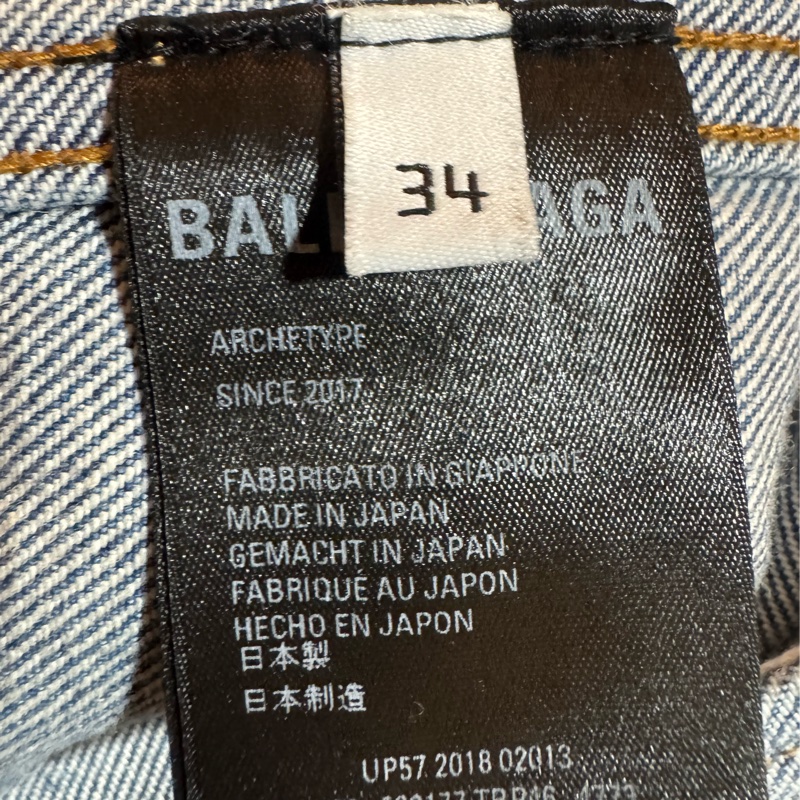 34
BAL AGA
ARCHETYPE
SINCE 2017
FABBRICATO IN GIAPPONE
MADE IN JAPAN
GEMACHT IN JAPAN
FABRIQUÉ AU JAPON
HECHO EN JAPON
日本製
日本制造
UP57 2018 02013